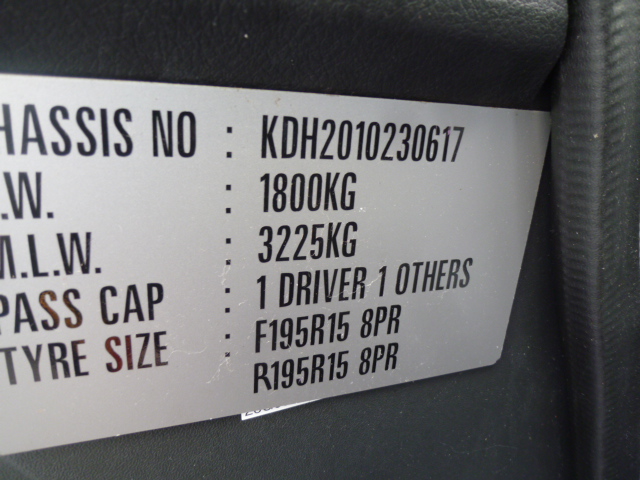 HASSIS NO : KDH2010230617
.W. : 1800KG
M.L.W. : 3225KG
PASS CAP : 1 DRIVER 1 OTHERS
TYRE SIZE : F195R15 8PR
R195R15 8PR